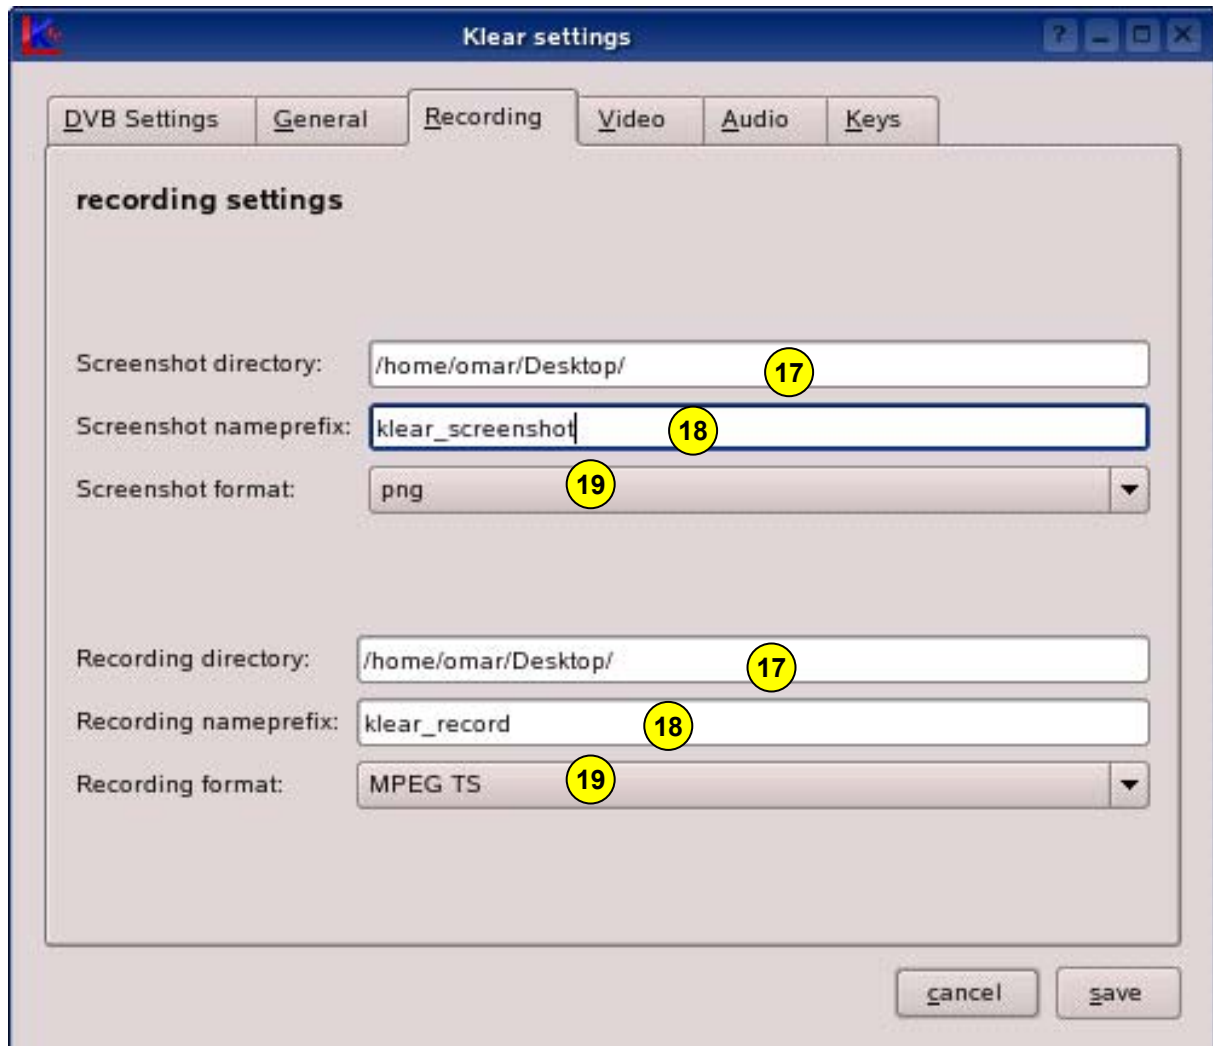 Klear settings
DVB Settings General Recording Video Audio Keys
recording settings
Screenshot directory: /home/omar/Desktop/ 17
Screenshot nameprefix: klear_screenshot 18
Screenshot format: png 19
Recording directory: /home/omar/Desktop/ 17
Recording nameprefix: klear_record 18
Recording format: MPEG TS 19
cancel save